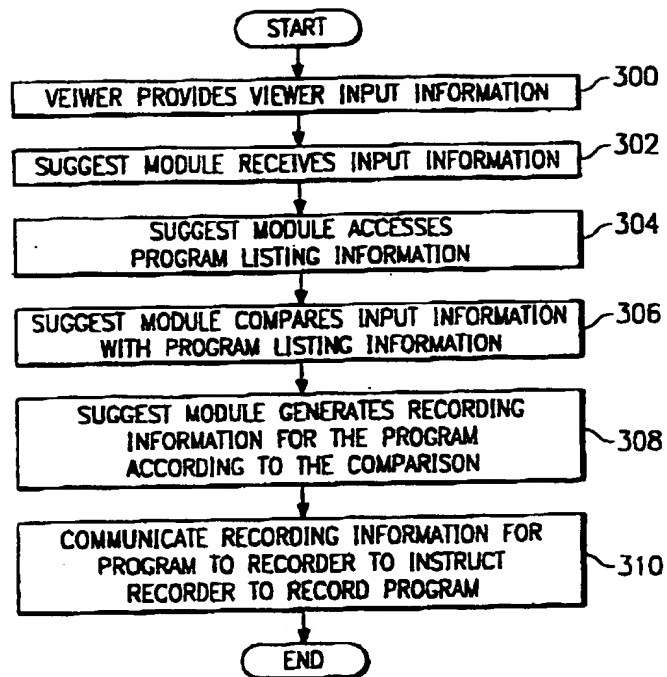 START
VEIWER PROVIDES VIEWER INPUT INFORMATION
300
SUGGEST MODULE RECEIVES INPUT INFORMATION
302
SUGGEST MODULE ACCESSES
PROGRAM LISTING INFORMATION
304
SUGGEST MODULE COMPARES INPUT INFORMATION
WITH PROGRAM LISTING INFORMATION
306
SUGGEST MODULE GENERATES RECORDING
INFORMATION FOR THE PROGRAM
ACCORDING TO THE COMPARISON
308
COMMUNICATE RECORDING INFORMATION FOR
PROGRAM TO RECORDER TO INSTRUCT
RECORDER TO RECORD PROGRAM
310
END